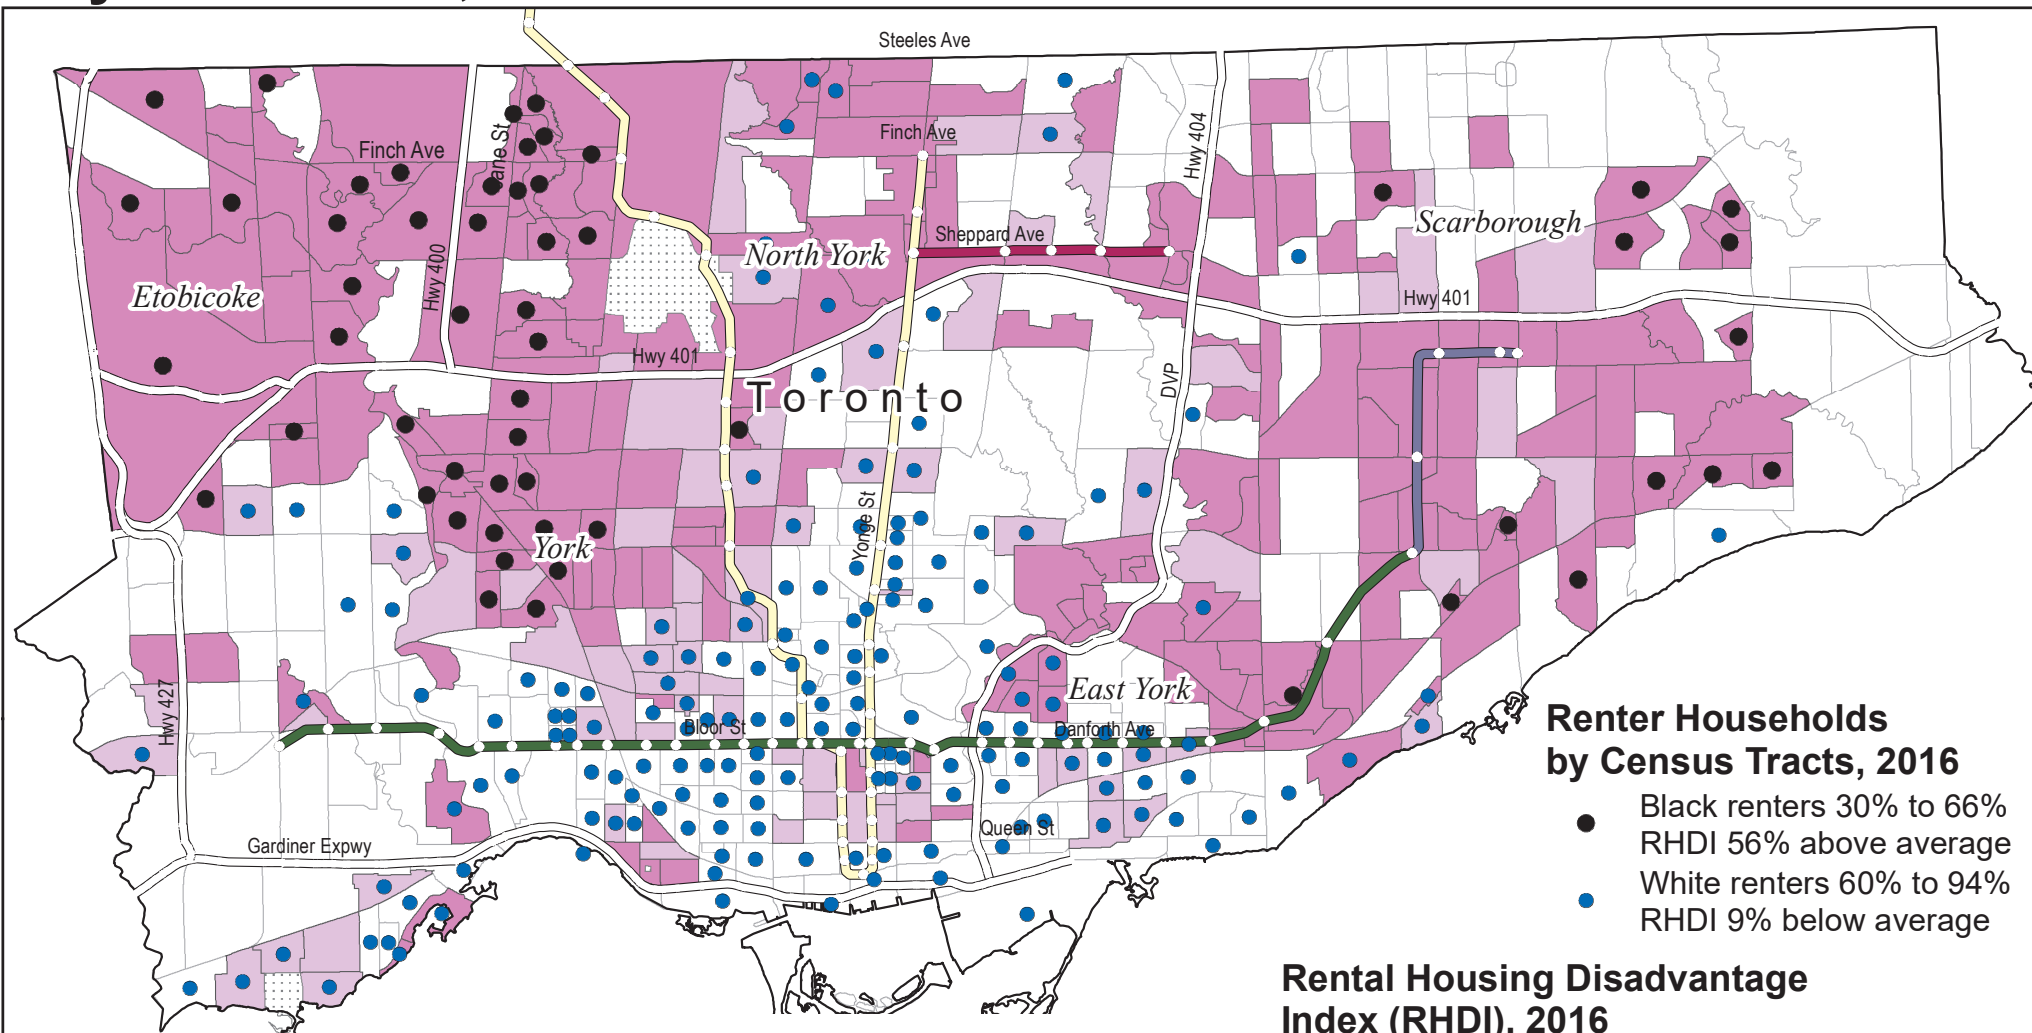 Steeles Ave
Finch Ave
Jane St
Finch Ave
Hwy 404
Scarborough
Sheppard Ave
North York
Etobicoke
Hwy 400
Hwy 401
Hwy 401
Toronto
DVP
Yonge St
York
Hwy 427
East York
Bloor St
Danforth Ave
Queen St
Gardiner Expwy
Renter Households
by Census Tracts, 2016
Black renters 30% to 66%
RHDI 56% above average
White renters 60% to 94%
RHDI 9% below average
Rental Housing Disadvantage
Index (RHDI), 2016